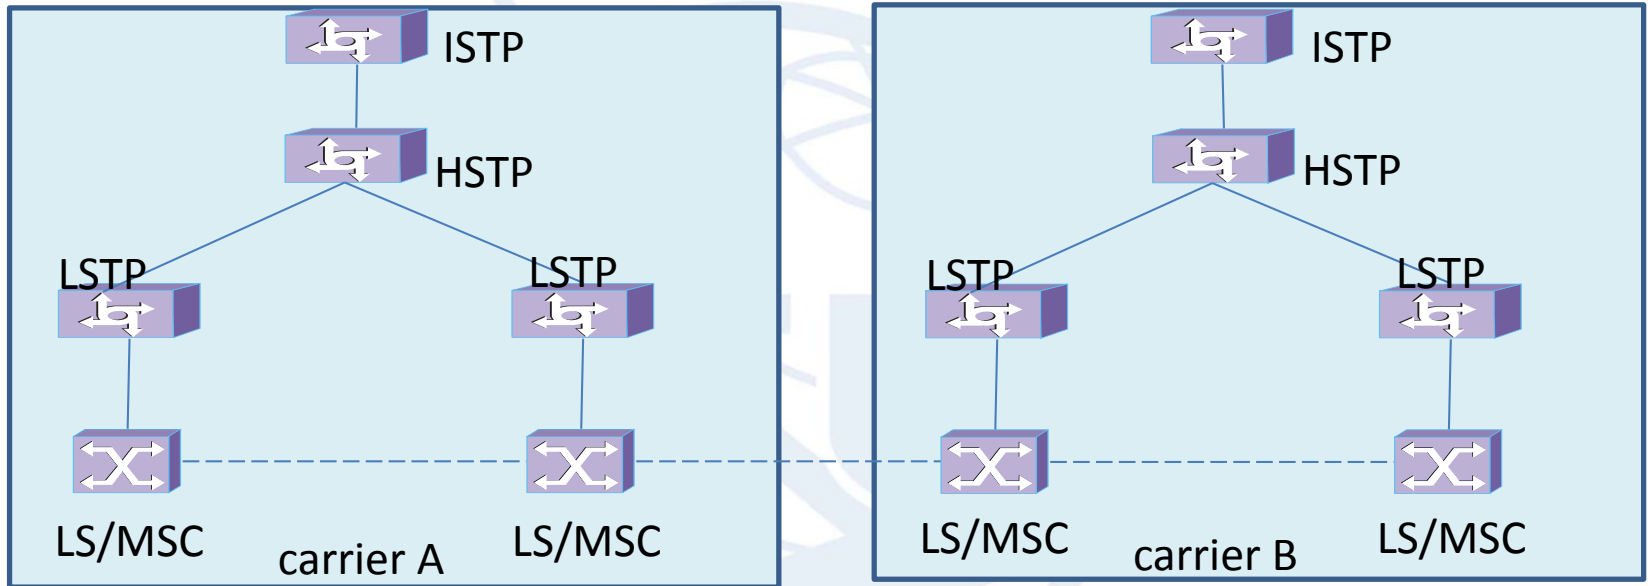 ISTP
ISTP
HSTP
HSTP
LSTP
LSTP
LSTP
LSTP
LS/MSC
LS/MSC
LS/MSC
LS/MSC
carrier A
carrier B